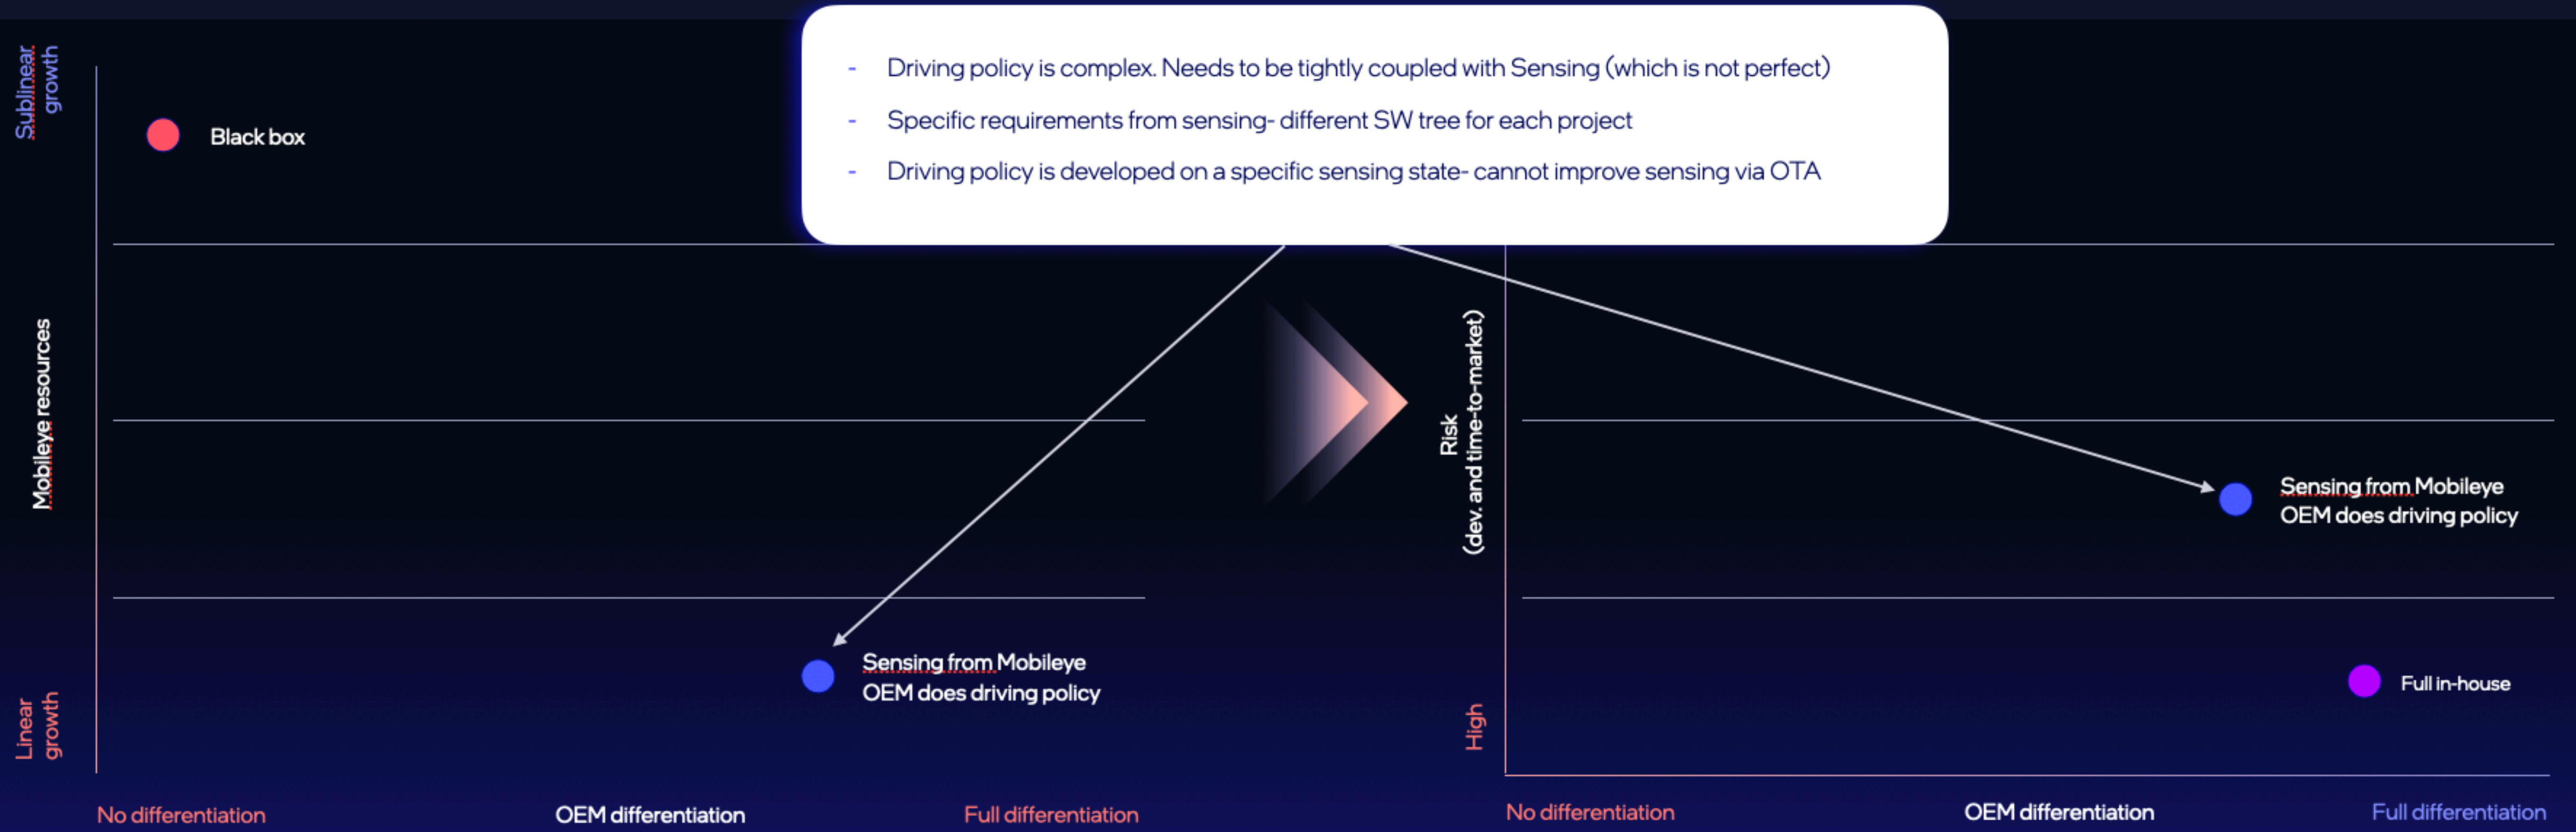 - Driving policy is complex. Needs to be tightly coupled with Sensing (which is not perfect)
- Specific requirements from sensing- different SW tree for each project
- Driving policy is developed on a specific sensing state- cannot improve sensing via OTA
Sublinear
growth
Mobileye resources
Linear
growth
Black box
Sensing from Mobileye
OEM does driving policy
No differentiation
OEM differentiation
Full differentiation
Risk
(dev. and time-to-market)
High
Sensing from Mobileye
OEM does driving policy
Full in-house
No differentiation
OEM differentiation
Full differentiation